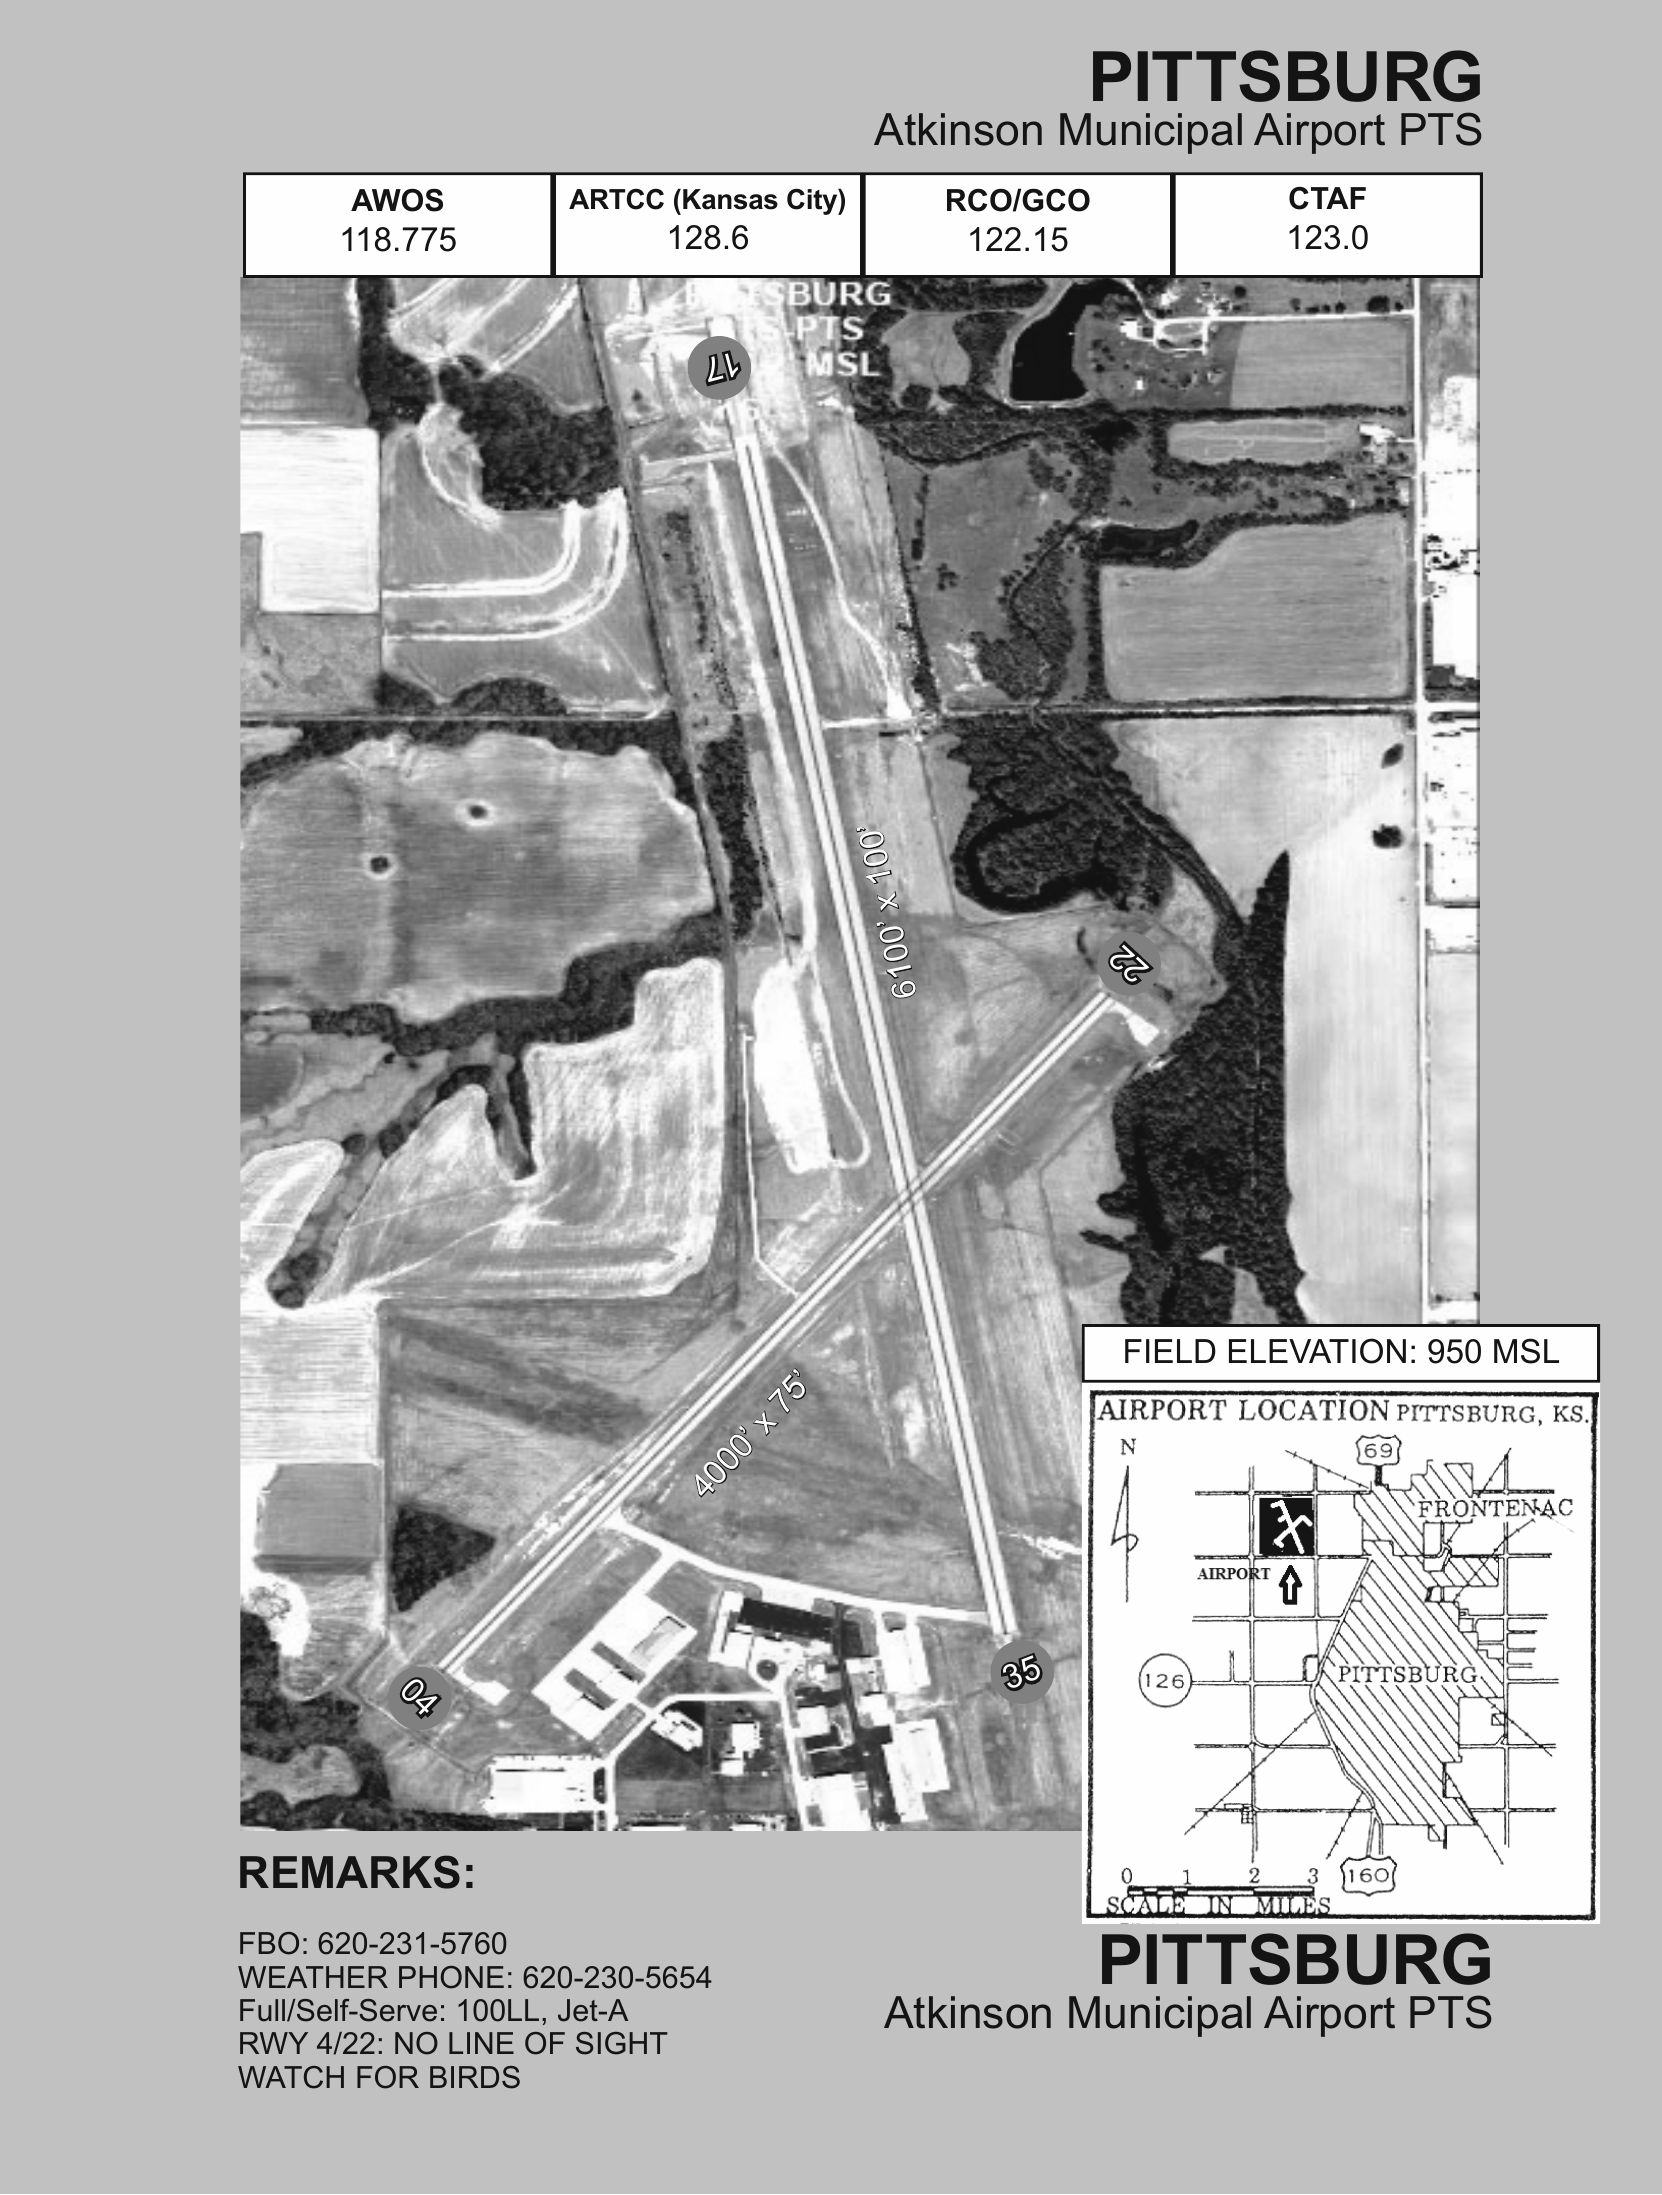 PITTSBURG
Atkinson Municipal Airport PTS
AWOS
118.775
ARTCC (Kansas City)
128.6
RCO/GCO
122.15
CTAF
123.0
PTS
MSL
17
6100' x 100'
22
4000' x 75'
04
35
FIELD ELEVATION: 950 MSL
AIRPORT LOCATION PITTSBURG, KS.
N
69
FRONTENAC
AIRPORT
PITTSBURG
126
160
0 1 2 3
SCALE IN MILES
REMARKS:
FBO: 620-231-5760
WEATHER PHONE: 620-230-5654
Full/Self-Serve: 100LL, Jet-A
RWY 4/22: NO LINE OF SIGHT
WATCH FOR BIRDS
PITTSBURG
Atkinson Municipal Airport PTS